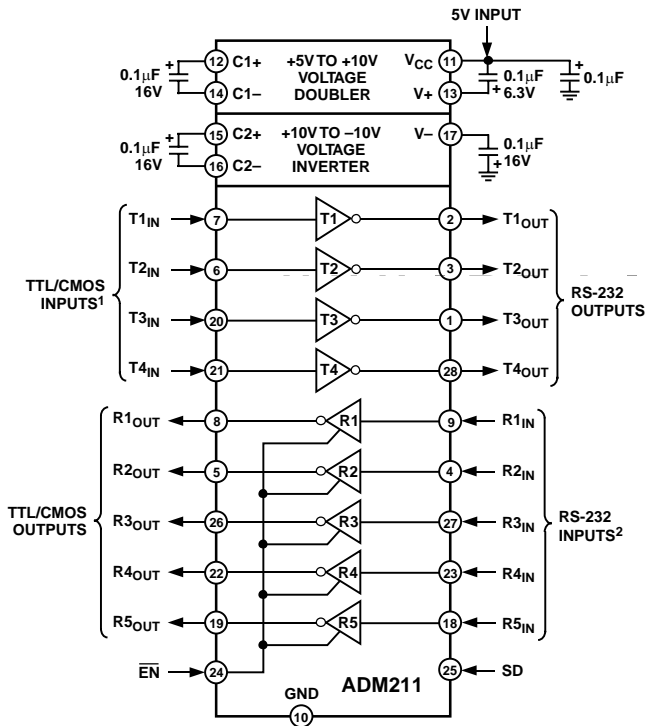 5V INPUT
0.1µF
16V
12 C1+
14 C1–
+5V TO +10V
VOLTAGE
DOUBLER
VCC 11
V+ 13
0.1µF
6.3V
0.1µF
0.1µF
16V
15 C2+
16 C2–
+10V TO –10V
VOLTAGE
INVERTER
V– 17
0.1µF
16V
TTL/CMOS
INPUTS1
T1IN 7 T1 2 T1OUT
T2IN 6 T2 3 T2OUT
T3IN 20 T3 1 T3OUT
T4IN 21 T4 28 T4OUT
RS-232
OUTPUTS
TTL/CMOS
OUTPUTS
R1OUT 8 R1 9 R1IN
R2OUT 5 R2 4 R2IN
R3OUT 26 R3 27 R3IN
R4OUT 22 R4 23 R4IN
R5OUT 19 R5 18 R5IN
RS-232
INPUTS2
EN 24
25 SD
GND
10
ADM211